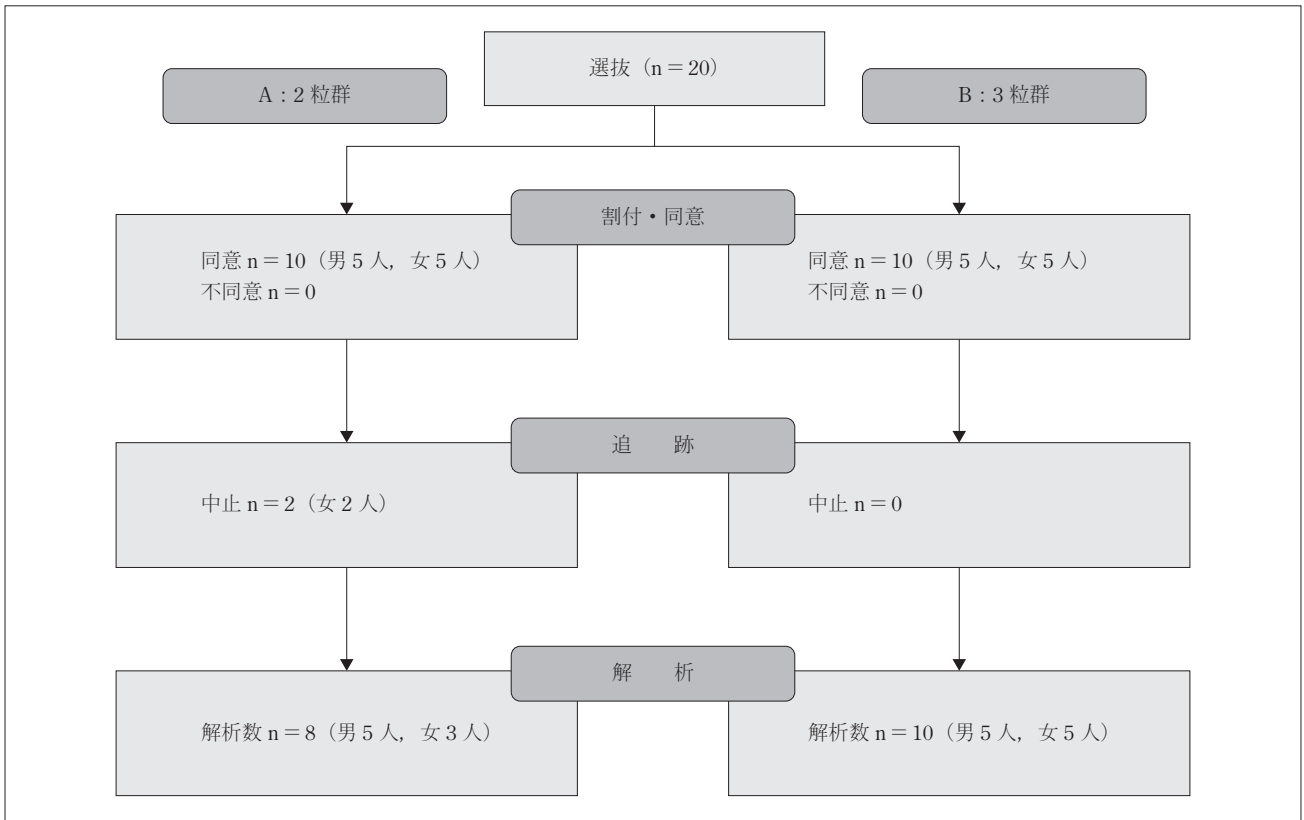 選抜（n＝20）
A：2 粒群
B：3 粒群
割付・同意
同意 n＝10（男 5 人，女 5 人）
不同意 n＝0
同意 n＝10（男 5 人，女 5 人）
不同意 n＝0
追　　跡
中止 n＝2（女 2 人）
中止 n＝0
解　　析
解析数 n＝8（男 5 人，女 3 人）
解析数 n＝10（男 5 人，女 5 人）